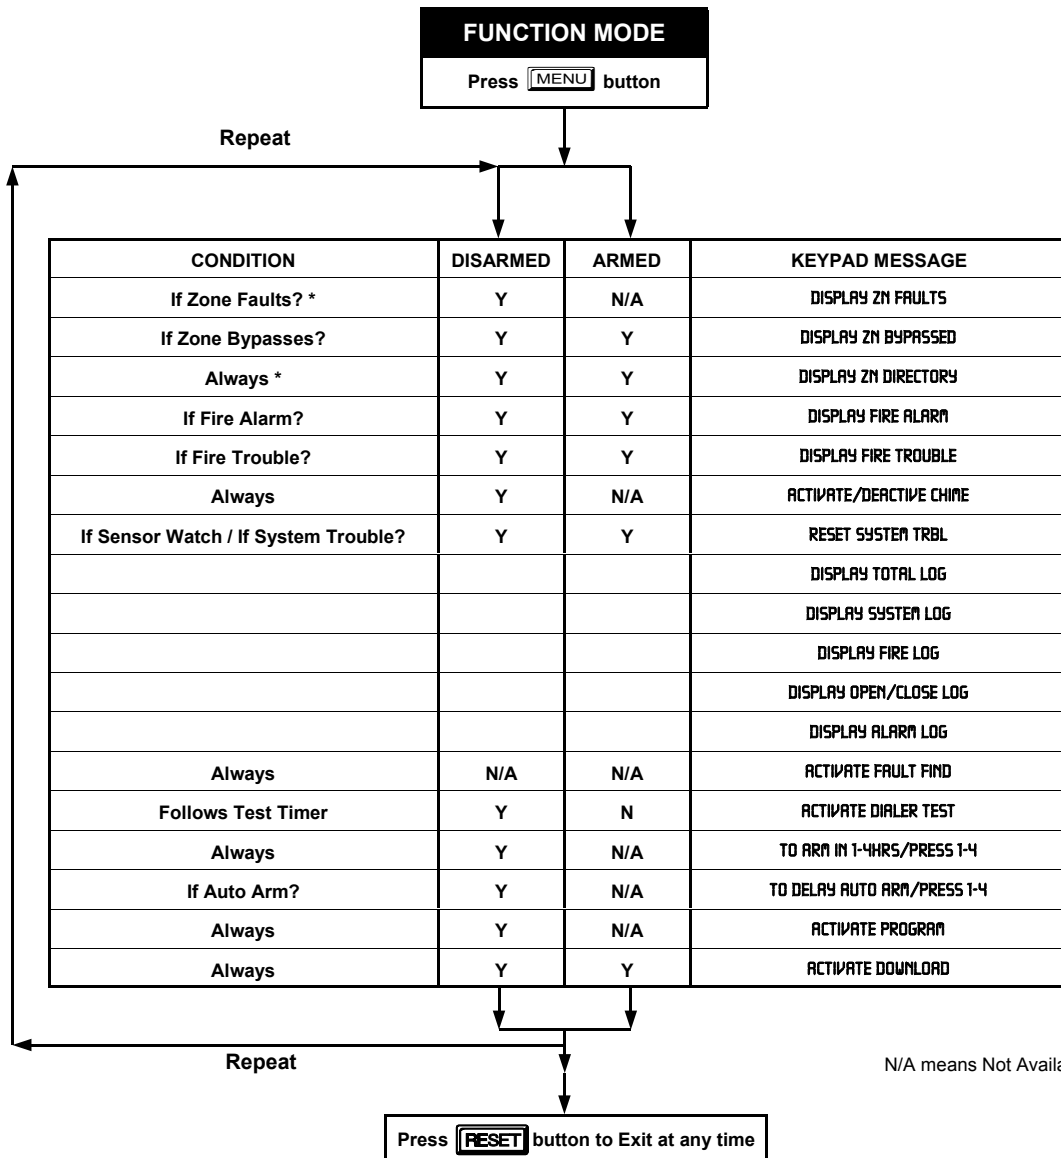 FUNCTION MODE
Press MENU button
Repeat
CONDITION DISARMED ARMED KEYPAD MESSAGE
If Zone Faults? * Y N/A DISPLAY ZN FAULTS
If Zone Bypasses? Y Y DISPLAY ZN BYPASSED
Always * Y Y DISPLAY ZN DIRECTORY
If Fire Alarm? Y Y DISPLAY FIRE ALARM
If Fire Trouble? Y Y DISPLAY FIRE TROUBLE
Always Y N/A ACTIVATE/DEACTIVE CHIME
If Sensor Watch / If System Trouble? Y Y RESET SYSTEM TRBL
DISPLAY TOTAL LOG
DISPLAY SYSTEM LOG
DISPLAY FIRE LOG
DISPLAY OPEN/CLOSE LOG
DISPLAY ALARM LOG
Always N/A N/A ACTIVATE FAULT FIND
Follows Test Timer Y N ACTIVATE DIALER TEST
Always Y N/A TO ARM IN 1-4HRS/PRESS 1-4
If Auto Arm? Y N/A TO DELAY AUTO ARM/PRESS 1-4
Always Y N/A ACTIVATE PROGRAM
Always Y Y ACTIVATE DOWNLOAD
Repeat
N/A means Not Availa
Press RESET button to Exit at any time